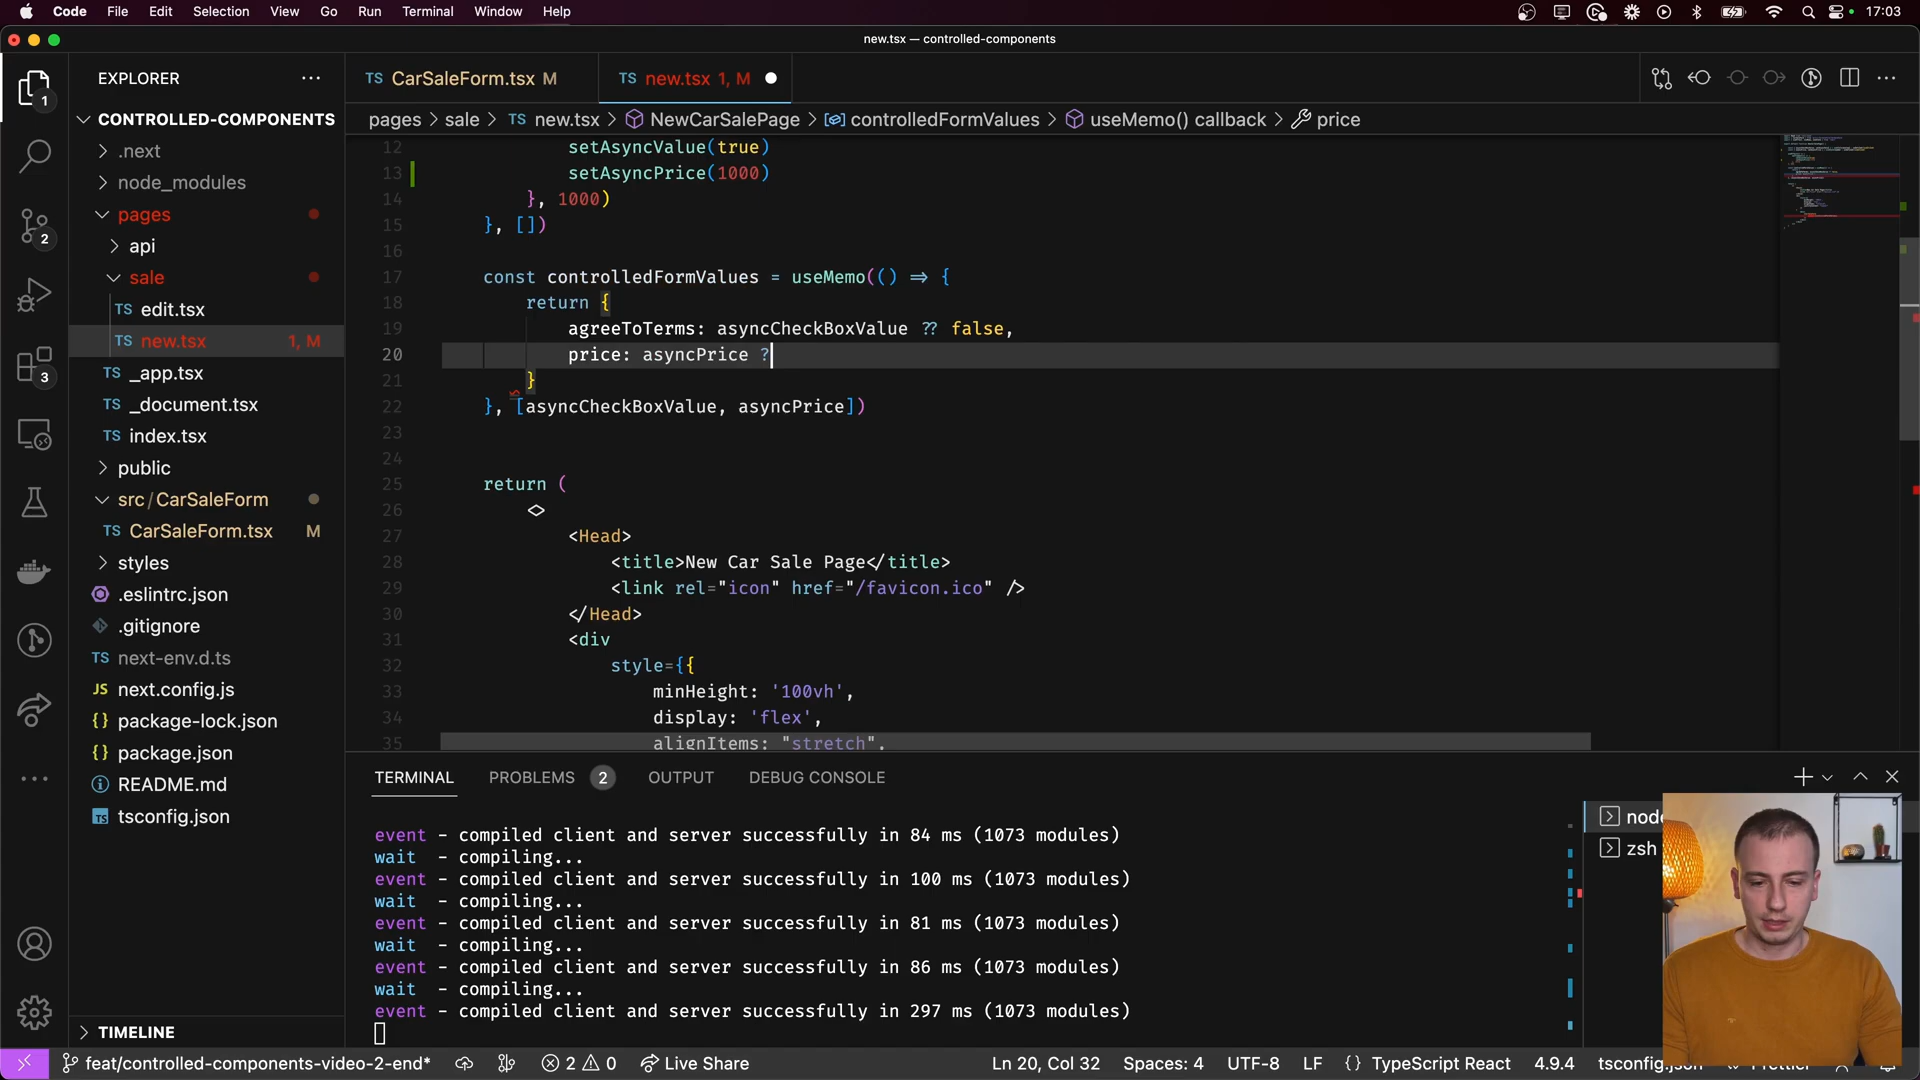 Code File Edit Selection View Go Run Terminal Window Help 17:03
new.tsx — controlled-components
EXPLORER
CONTROLLED-COMPONENTS
.next
node_modules
pages
api
sale
TS edit.tsx
TS new.tsx 1, M
TS _app.tsx
TS _document.tsx
TS index.tsx
public
src/CarSaleForm
TS CarSaleForm.tsx M
styles
.eslintrc.json
.gitignore
TS next-env.d.ts
JS next.config.js
{} package-lock.json
{} package.json
README.md
TS tsconfig.json
TIMELINE
1
2
3
TS CarSaleForm.tsx M
TS new.tsx 1, M
pages > sale > TS new.tsx > NewCarSalePage > controlledFormValues > useMemo() callback > price
12 setAsyncValue(true)
13 setAsyncPrice(1000)
14 }, 1000)
15 }, [])
16
17 const controlledFormValues = useMemo(() => {
18 return {
19 agreeToTerms: asyncCheckBoxValue ?? false,
20 price: asyncPrice ?
21 }
22 }, [asyncCheckBoxValue, asyncPrice])
23
24
25 return (
26 <>
27 <Head>
28 <title>New Car Sale Page</title>
29 <link rel="icon" href="/favicon.ico" />
30 </Head>
31 <div
32 style={{
33 minHeight: '100vh',
34 display: 'flex',
35 alignItems: "stretch",
TERMINAL PROBLEMS 2 OUTPUT DEBUG CONSOLE
event - compiled client and server successfully in 84 ms (1073 modules)
wait - compiling...
event - compiled client and server successfully in 100 ms (1073 modules)
wait - compiling...
event - compiled client and server successfully in 81 ms (1073 modules)
wait - compiling...
event - compiled client and server successfully in 86 ms (1073 modules)
wait - compiling...
event - compiled client and server successfully in 297 ms (1073 modules)
node
zsh
feat/controlled-components-video-2-end* 2 0 Live Share Ln 20, Col 32 Spaces: 4 UTF-8 LF {} TypeScript React 4.9.4 tsconfig.json